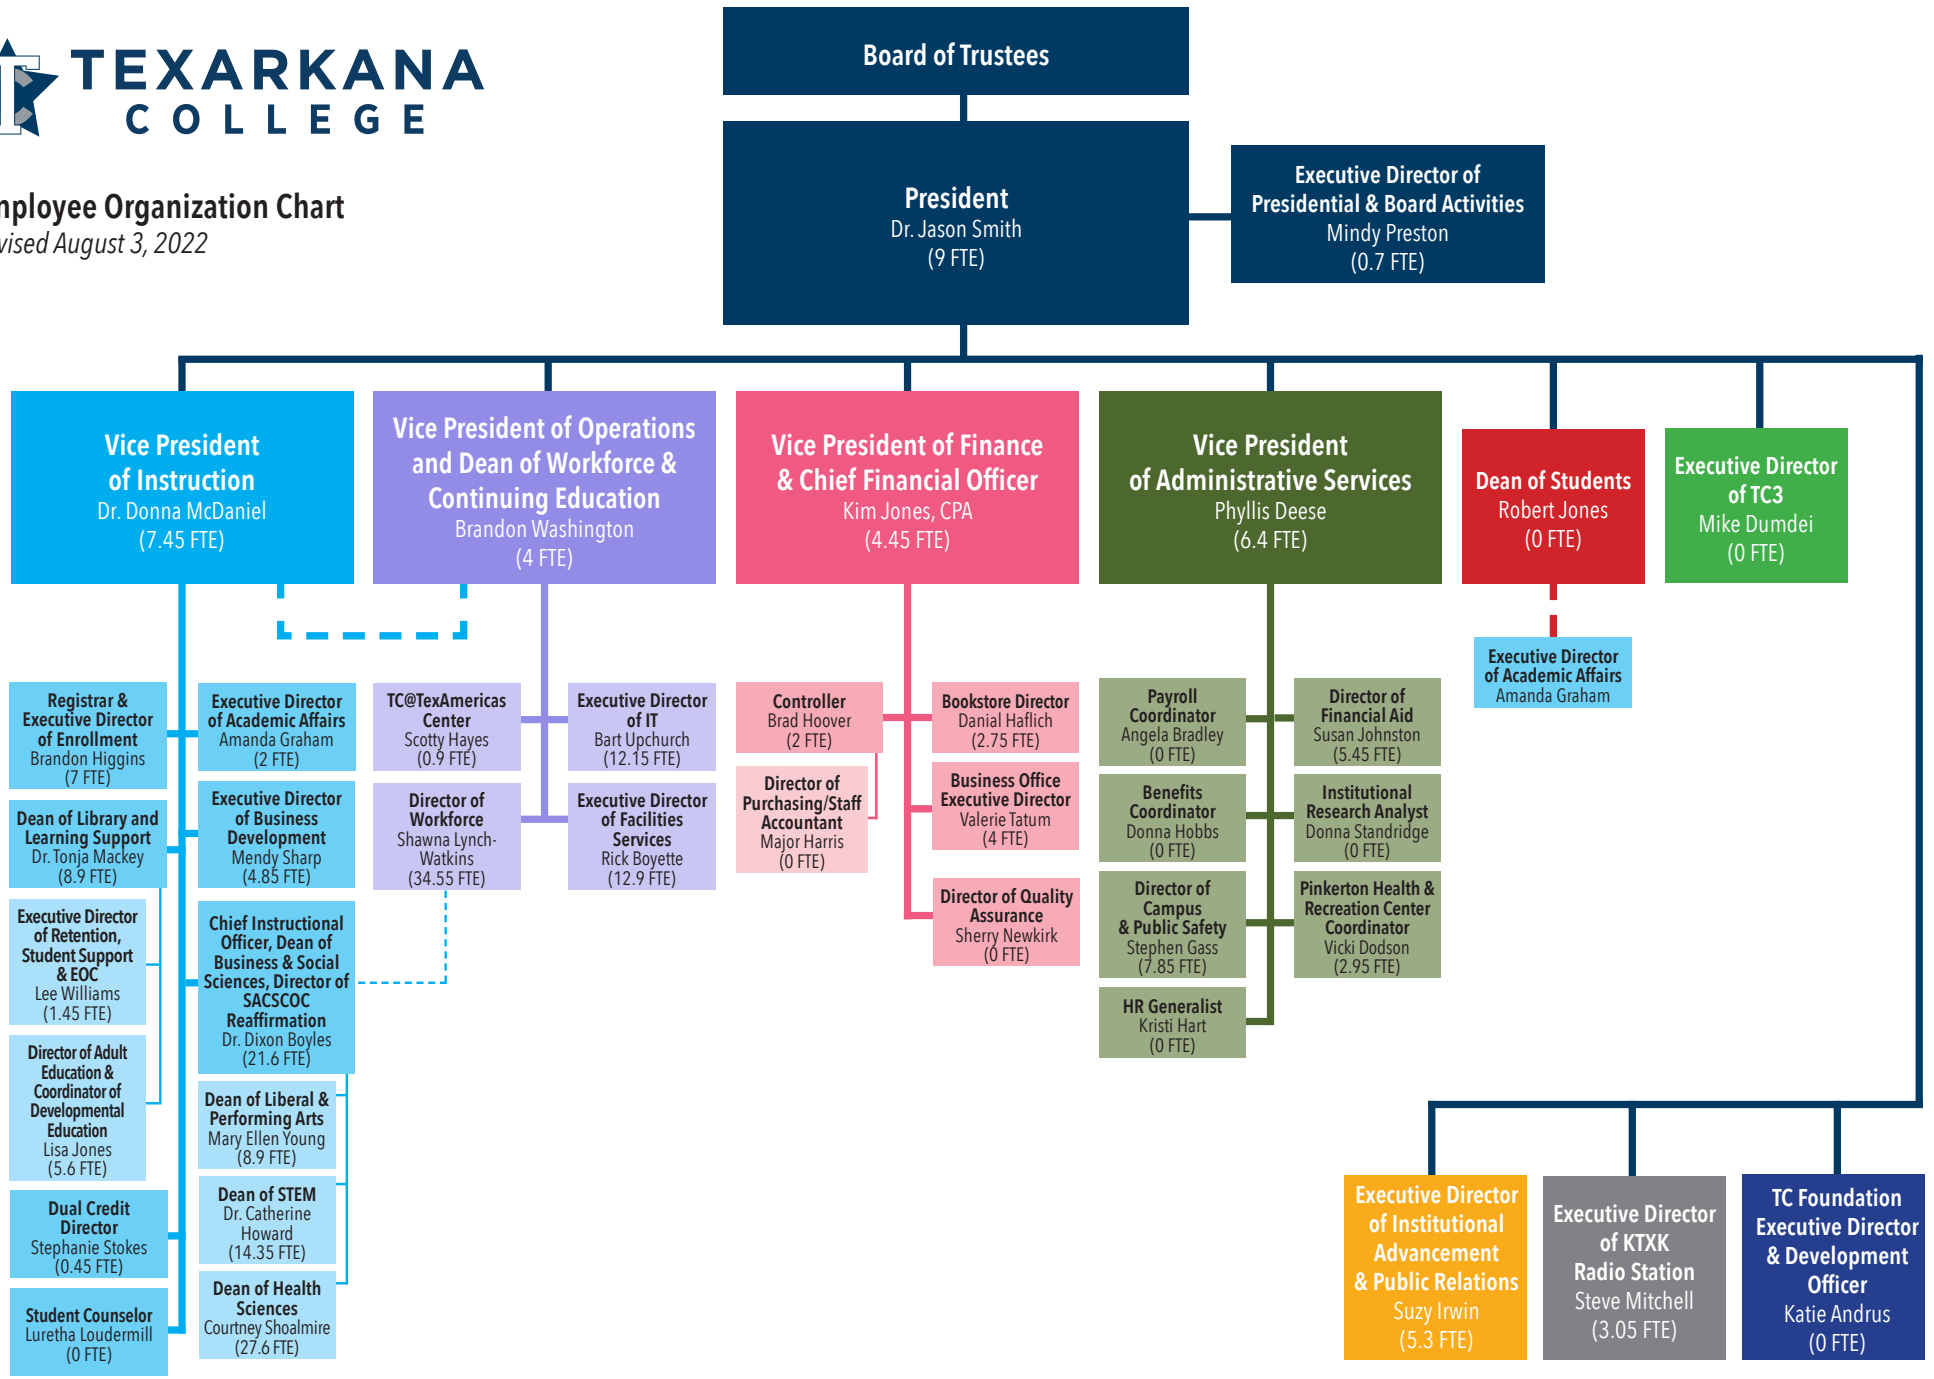 TEXARKANA
COLLEGE
mployee Organization Chart
vised August 3, 2022
Board of Trustees
President
Dr. Jason Smith
(9 FTE)
Executive Director of
Presidential & Board Activities
Mindy Preston
(0.7 FTE)
Vice President
of Instruction
Dr. Donna McDaniel
(7.45 FTE)
Vice President of Operations
and Dean of Workforce &
Continuing Education
Brandon Washington
(4 FTE)
Vice President of Finance
& Chief Financial Officer
Kim Jones, CPA
(4.45 FTE)
Vice President
of Administrative Services
Phyllis Deese
(6.4 FTE)
Dean of Students
Robert Jones
(0 FTE)
Executive Director
of TC3
Mike Dumdei
(0 FTE)
Executive Director
of Academic Affairs
Amanda Graham
Registrar &
Executive Director
of Enrollment
Brandon Higgins
(7 FTE)
Dean of Library and
Learning Support
Dr. Tonja Mackey
(8.9 FTE)
Executive Director
of Retention,
Student Support
& EOC
Lee Williams
(1.45 FTE)
Director of Adult
Education &
Coordinator of
Developmental
Education
Lisa Jones
(5.6 FTE)
Dual Credit
Director
Stephanie Stokes
(0.45 FTE)
Student Counselor
Luretha Loudermill
(0 FTE)
Executive Director
of Academic Affairs
Amanda Graham
(2 FTE)
Executive Director
of Business
Development
Mendy Sharp
(4.85 FTE)
Chief Instructional
Officer, Dean of
Business & Social
Sciences, Director of
SACSCOC
Reaffirmation
Dr. Dixon Boyles
(21.6 FTE)
Dean of Liberal &
Performing Arts
Mary Ellen Young
(8.9 FTE)
Dean of STEM
Dr. Catherine
Howard
(14.35 FTE)
Dean of Health
Sciences
Courtney Shoalmire
(27.6 FTE)
TC@TexAmericas
Center
Scotty Hayes
(0.9 FTE)
Director of
Workforce
Shawna Lynch-
Watkins
(34.55 FTE)
Executive Director
of IT
Bart Upchurch
(12.15 FTE)
Executive Director
of Facilities
Services
Rick Boyette
(12.9 FTE)
Controller
Brad Hoover
(2 FTE)
Director of
Purchasing/Staff
Accountant
Major Harris
(0 FTE)
Bookstore Director
Danial Haflich
(2.75 FTE)
Business Office
Executive Director
Valerie Tatum
(4 FTE)
Director of Quality
Assurance
Sherry Newkirk
(0 FTE)
Payroll
Coordinator
Angela Bradley
(0 FTE)
Benefits
Coordinator
Donna Hobbs
(0 FTE)
Director of
Campus
& Public Safety
Stephen Gass
(7.85 FTE)
HR Generalist
Kristi Hart
(0 FTE)
Director of
Financial Aid
Susan Johnston
(5.45 FTE)
Institutional
Research Analyst
Donna Standridge
(0 FTE)
Pinkerton Health &
Recreation Center
Coordinator
Vicki Dodson
(2.95 FTE)
Executive Director
of Institutional
Advancement
& Public Relations
Suzy Irwin
(5.3 FTE)
Executive Director
of KTXK
Radio Station
Steve Mitchell
(3.05 FTE)
TC Foundation
Executive Director
& Development
Officer
Katie Andrus
(0 FTE)